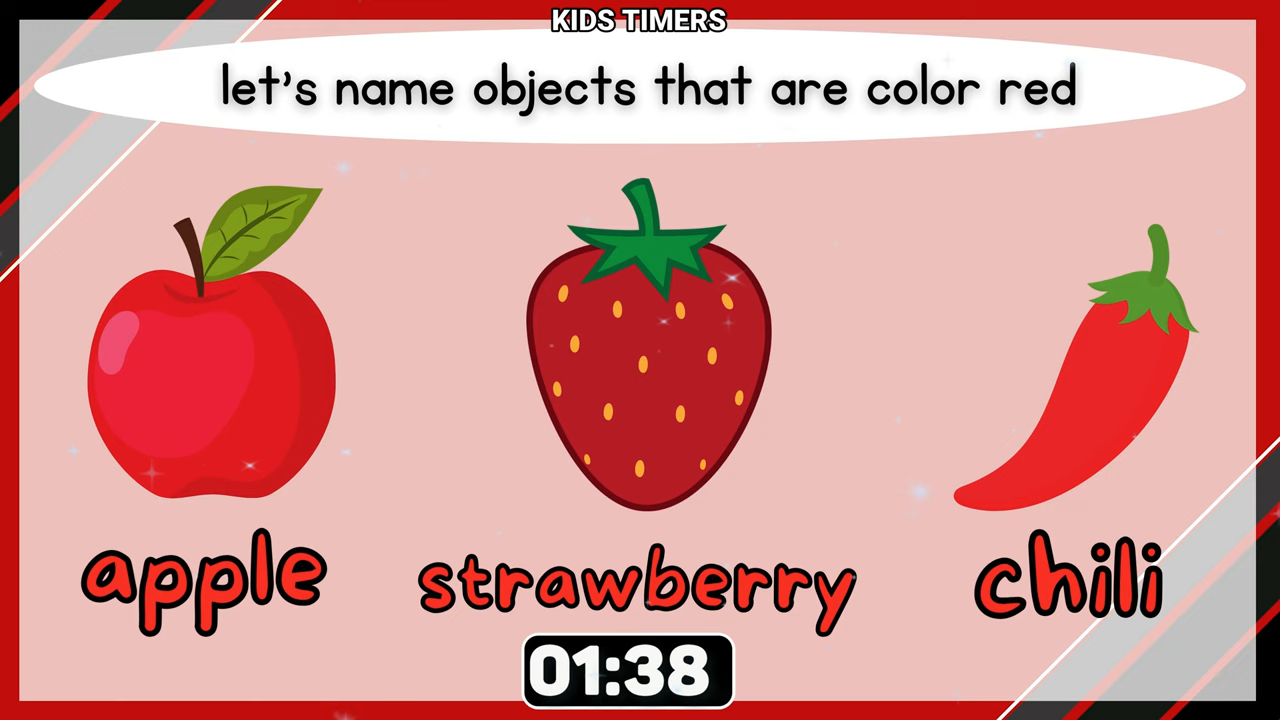 KIDS TIMERS
let's name objects that are color red
apple
strawberry
chili
01:38